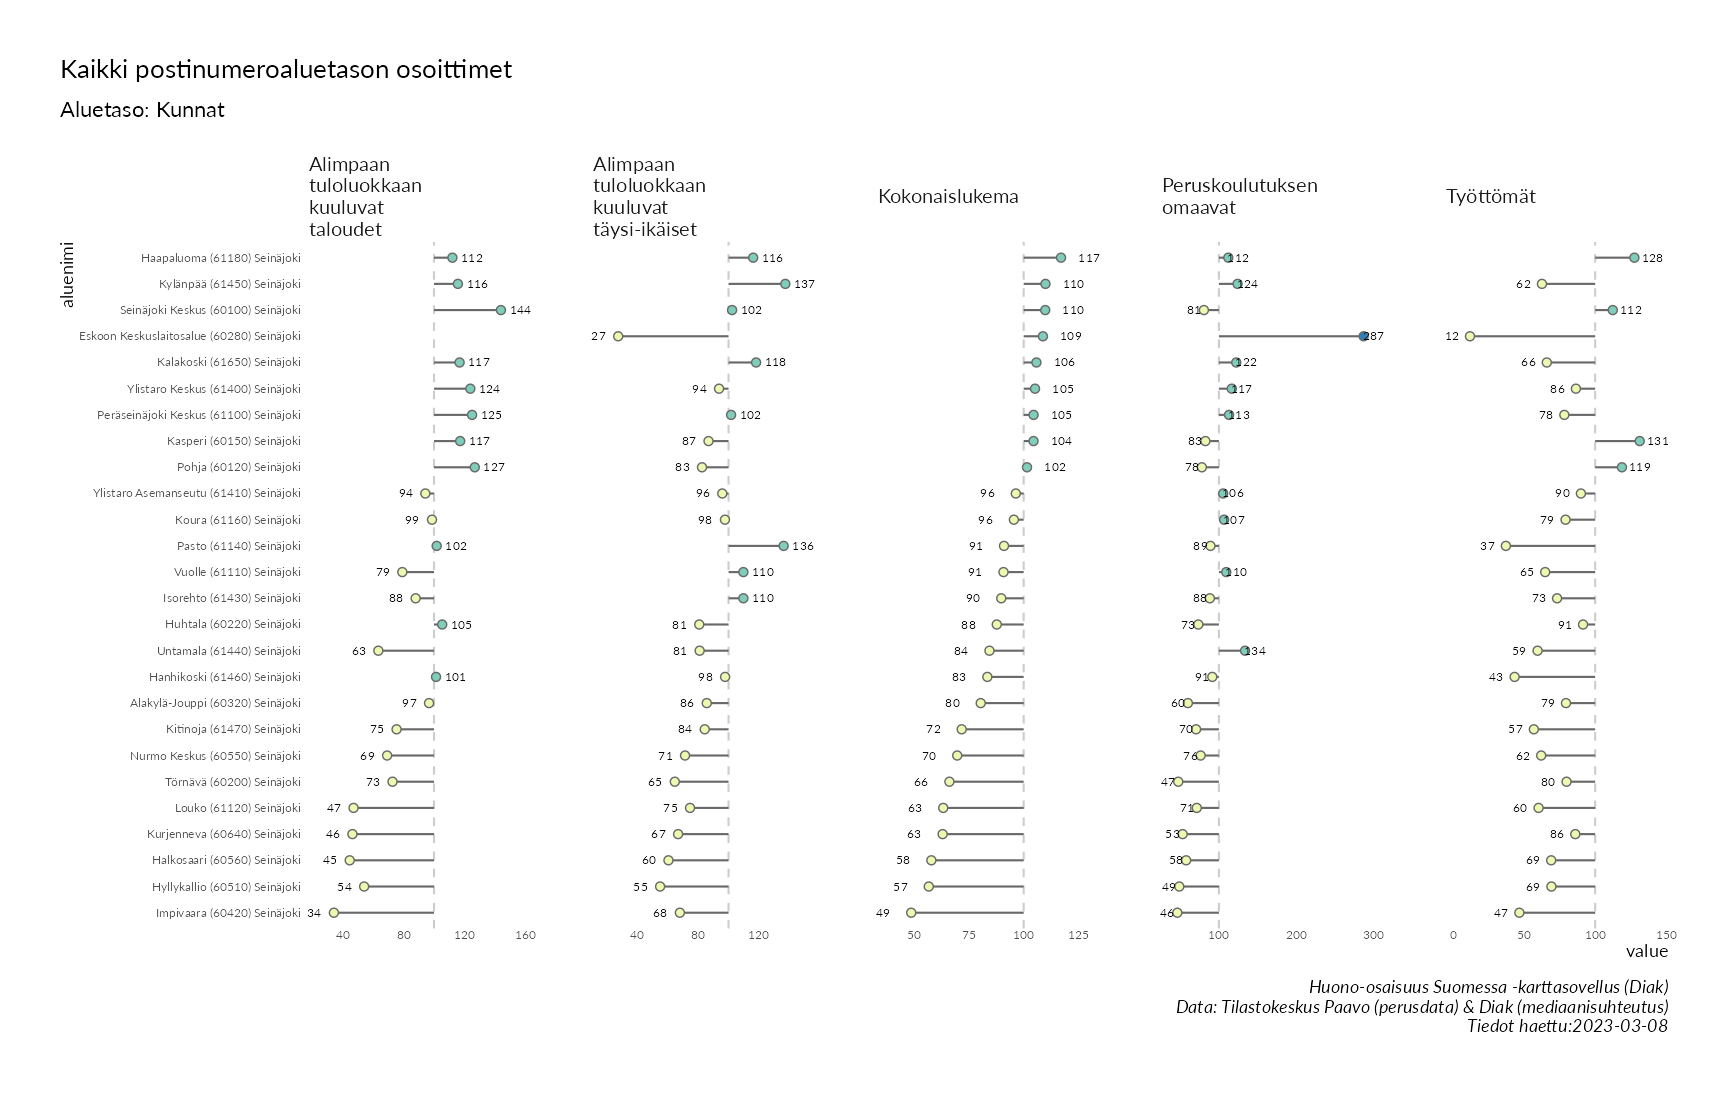 Kaikki postinumeroaluetason osoittimet
Aluetaso: Kunnat
Alimpaan
tuloluokkaan
kuuluvat
taloudet
Alimpaan
tuloluokkaan
kuuluvat
täysi-ikäiset
Kokonaislukema
Peruskoulutuksen
omaavat
Työttömät
aluenimi
Haapaluoma (61180) Seinäjoki 112 116 117 112 128
Kylänpää (61450) Seinäjoki 116 137 110 124 62
Seinäjoki Keskus (60100) Seinäjoki 144 102 110 81 112
Eskoon Keskuslaitosalue (60280) Seinäjoki 27 109 287 12
Kalakoski (61650) Seinäjoki 117 118 106 122 66
Ylistaro Keskus (61400) Seinäjoki 124 94 105 117 86
Peräseinäjoki Keskus (61100) Seinäjoki 125 102 105 113 78
Kasperi (60150) Seinäjoki 117 87 104 83 131
Pohja (60120) Seinäjoki 127 83 102 78 119
Ylistaro Asemanseutu (61410) Seinäjoki 94 96 96 106 90
Koura (61160) Seinäjoki 99 98 96 107 79
Pasto (61140) Seinäjoki 102 136 91 89 37
Vuolle (61110) Seinäjoki 79 110 91 110 65
Isorehto (61430) Seinäjoki 88 110 90 88 73
Huhtala (60220) Seinäjoki 105 81 88 73 91
Untamala (61440) Seinäjoki 63 81 84 134 59
Hanhikoski (61460) Seinäjoki 101 98 83 91 43
Alakylä-Jouppi (60320) Seinäjoki 97 86 80 60 79
Kitinoja (61470) Seinäjoki 75 84 72 70 57
Nurmo Keskus (60550) Seinäjoki 69 71 70 76 62
Törnävä (60200) Seinäjoki 73 65 66 47 80
Louko (61120) Seinäjoki 47 75 63 71 60
Kurjenneva (60640) Seinäjoki 46 67 63 53 86
Halkosaari (60560) Seinäjoki 45 60 58 58 69
Hyllykallio (60510) Seinäjoki 54 55 57 49 69
Impivaara (60420) Seinäjoki 34 68 49 46 47
40 80 120 160 40 80 120 50 75 100 125 100 200 300 0 50 100 150
value
Huono-osaisuus Suomessa -karttasovellus (Diak)
Data: Tilastokeskus Paavo (perusdata) & Diak (mediaanisuhteutus)
Tiedot haettu:2023-03-08